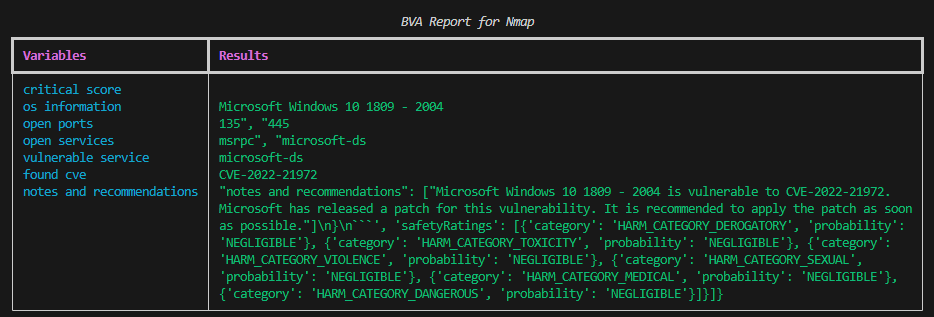 BVA Report for Nmap
Variables Results
critical score
os information Microsoft Windows 10 1809 - 2004
open ports 135", "445
open services msrpc", "microsoft-ds
vulnerable service microsoft-ds
found cve CVE-2022-21972
notes and recommendations "notes and recommendations": ["Microsoft Windows 10 1809 - 2004 is vulnerable to CVE-2022-21972.
Microsoft has released a patch for this vulnerability. It is recommended to apply the patch as soon
as possible."]\n}\n```', 'safetyRatings': [{'category': 'HARM_CATEGORY_DEROGATORY', 'probability':
'NEGLIGIBLE'}, {'category': 'HARM_CATEGORY_TOXICITY', 'probability': 'NEGLIGIBLE'}, {'category':
'HARM_CATEGORY_VIOLENCE', 'probability': 'NEGLIGIBLE'}, {'category': 'HARM_CATEGORY_SEXUAL',
'probability': 'NEGLIGIBLE'}, {'category': 'HARM_CATEGORY_MEDICAL', 'probability': 'NEGLIGIBLE'},
{'category': 'HARM_CATEGORY_DANGEROUS', 'probability': 'NEGLIGIBLE'}]}]}